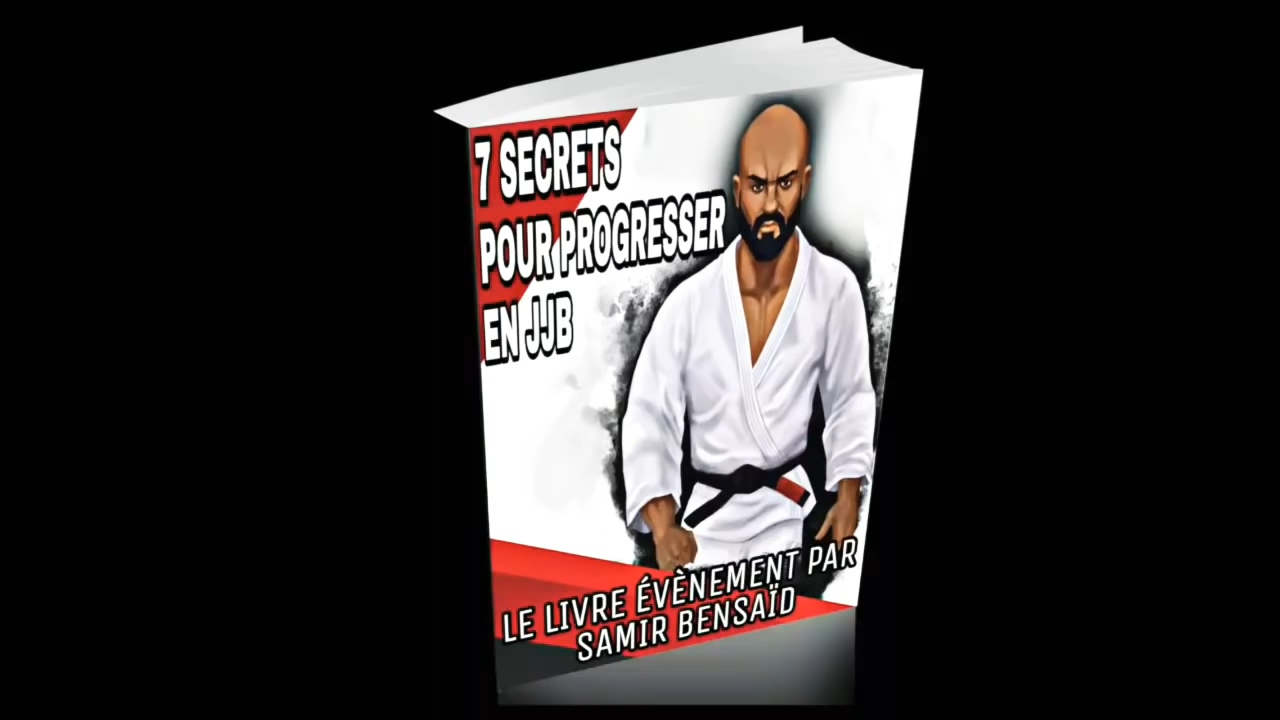 7 SECRETS
POUR PROGRESSER
EN JJB
LE LIVRE ÉVÈNEMENT PAR
SAMIR BENSAÏD